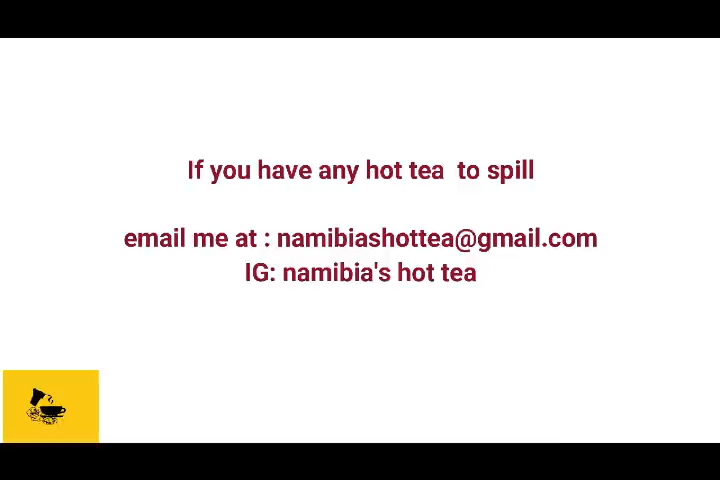 If you have any hot tea  to spill
email me at : namibiashottea@gmail.com
IG: namibia's hot tea